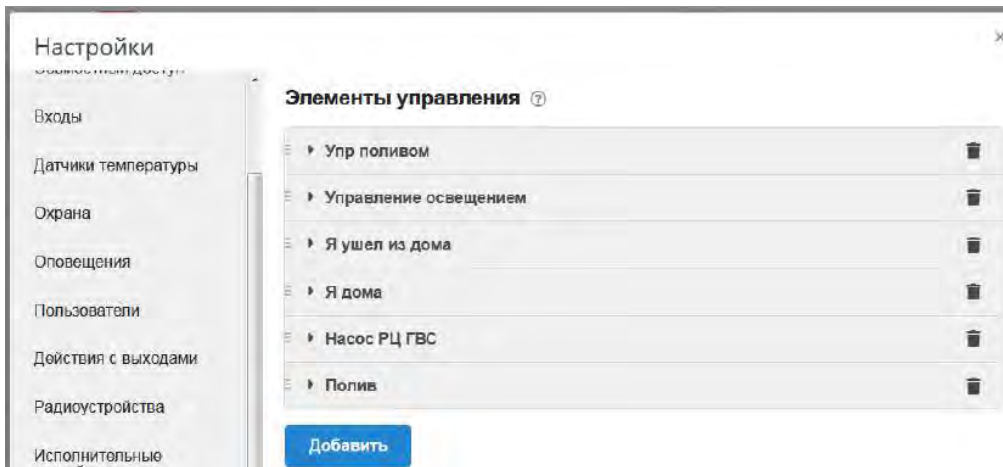 Настройки
Входы
Датчики температуры
Охрана
Оповещения
Пользователи
Действия с выходами
Радиоустройства
Исполнительные
Элементы управления
Упр поливом
Управление освещением
Я ушел из дома
Я дома
Насос РЦ ГВС
Полив
Добавить